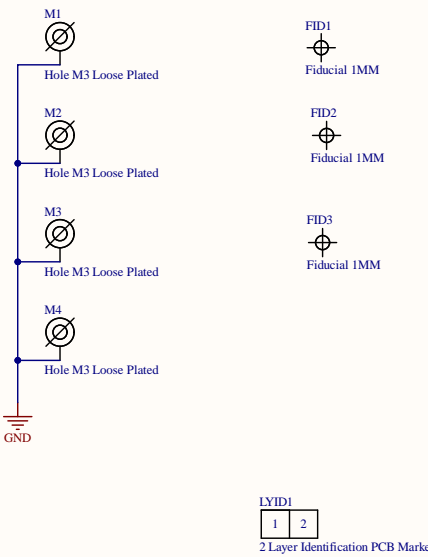 M1
Hole M3 Loose Plated
M2
Hole M3 Loose Plated
M3
Hole M3 Loose Plated
M4
Hole M3 Loose Plated
GND
FID1
Fiducial 1MM
FID2
Fiducial 1MM
FID3
Fiducial 1MM
LYID1
1 2
2 Layer Identification PCB Marke